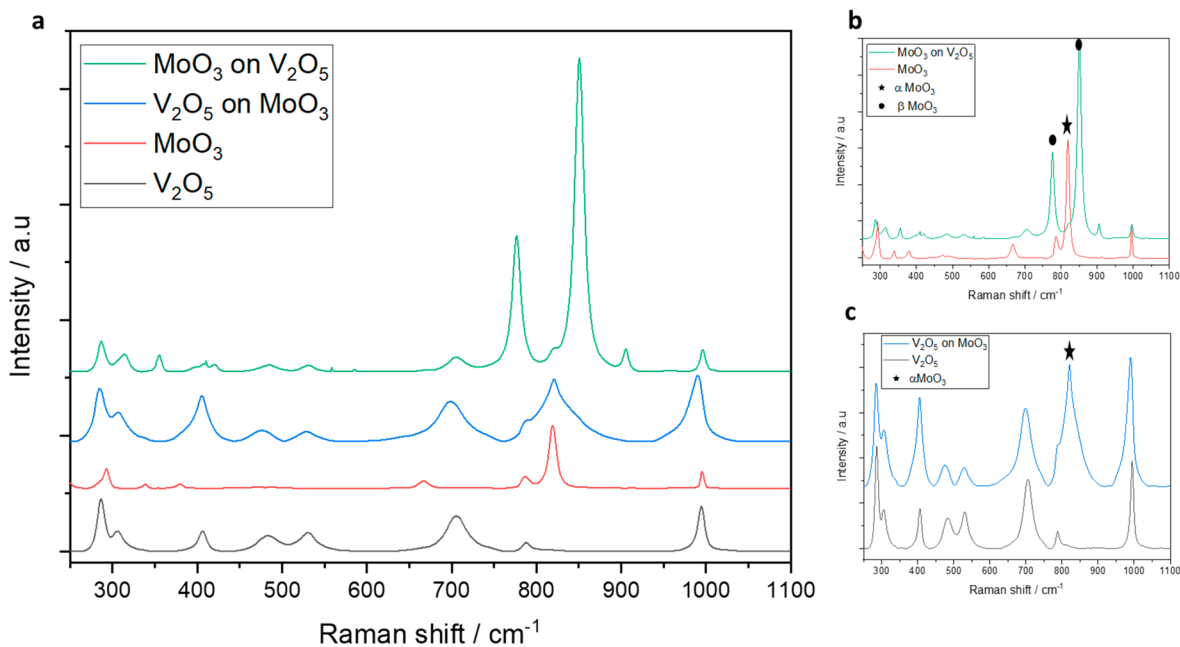 a
MoO₃ on V₂O₅
V₂O₅ on MoO₃
MoO₃
V₂O₅
Intensity / a.u
300 400 500 600 700 800 900 1000 1100
Raman shift / cm⁻¹
b
MoO₃ on V₂O₅
MoO₃
α MoO₃
β MoO₃
Intensity / a.u
300 400 500 600 700 800 900 1000 1100
Raman shift / cm⁻¹
c
V₂O₅ on MoO₃
V₂O₅
αMoO₃
Intensity / a.u
300 400 500 600 700 800 900 1000 1100
Raman shift / cm⁻¹